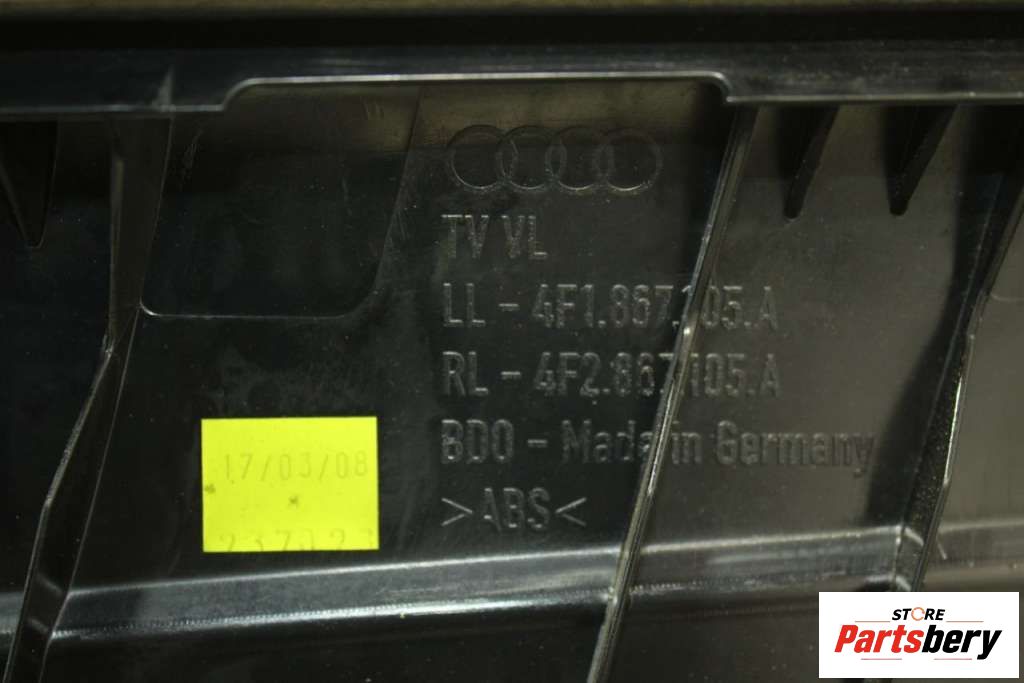 TV VL
LL - 4F1.867.105.A
RL - 4F2.867.105.A
BDO - Made in Germany
>ABS<
17/03/08
STORE
Partsbery